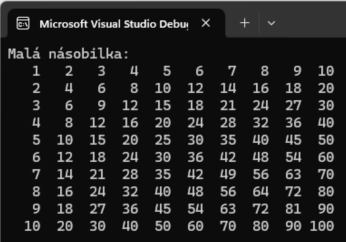 Microsoft Visual Studio Debu
Malá násobilka:
1 2 3 4 5 6 7 8 9 10
2 4 6 8 10 12 14 16 18 20
3 6 9 12 15 18 21 24 27 30
4 8 12 16 20 24 28 32 36 40
5 10 15 20 25 30 35 40 45 50
6 12 18 24 30 36 42 48 54 60
7 14 21 28 35 42 49 56 63 70
8 16 24 32 40 48 56 64 72 80
9 18 27 36 45 54 63 72 81 90
10 20 30 40 50 60 70 80 90 100